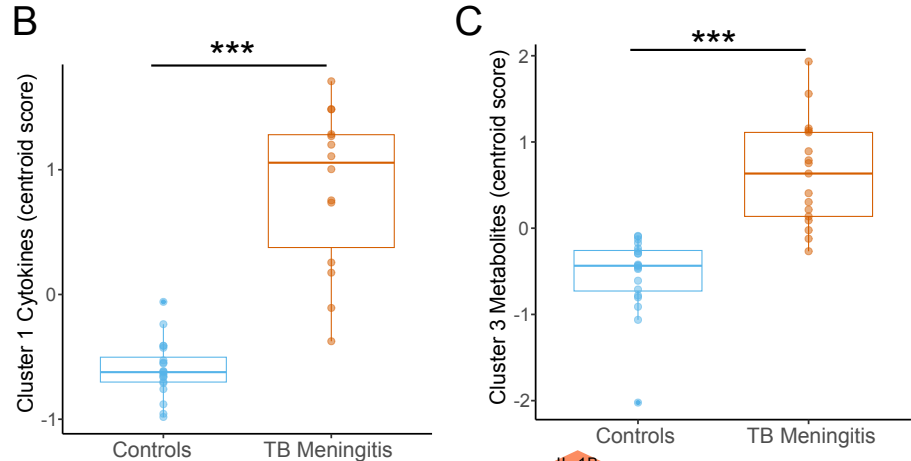 B
***
Cluster 1 Cytokines (centroid score)
1
0
-1
Controls TB Meningitis
C
***
Cluster 3 Metabolites (centroid score)
2
1
0
-1
-2
Controls TB Meningitis